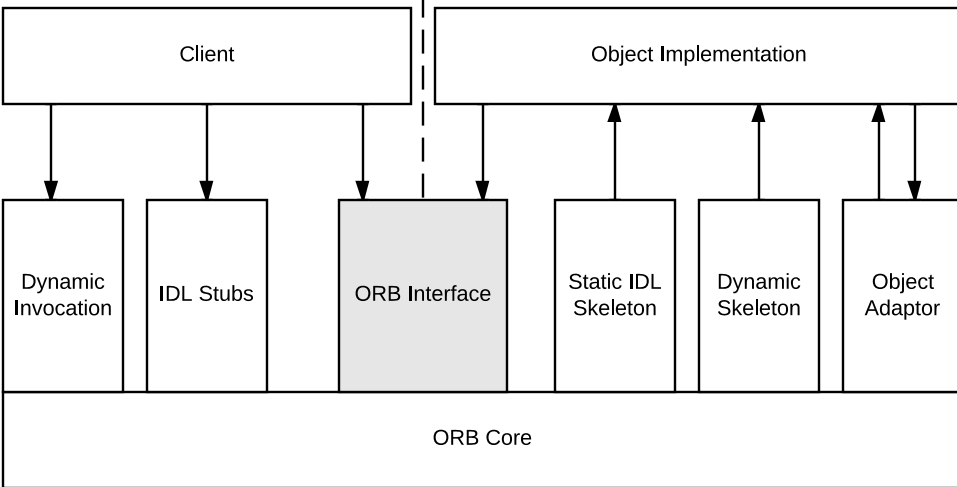 Client
Object Implementation
Dynamic
Invocation
IDL Stubs
ORB Interface
Static IDL
Skeleton
Dynamic
Skeleton
Object
Adaptor
ORB Core